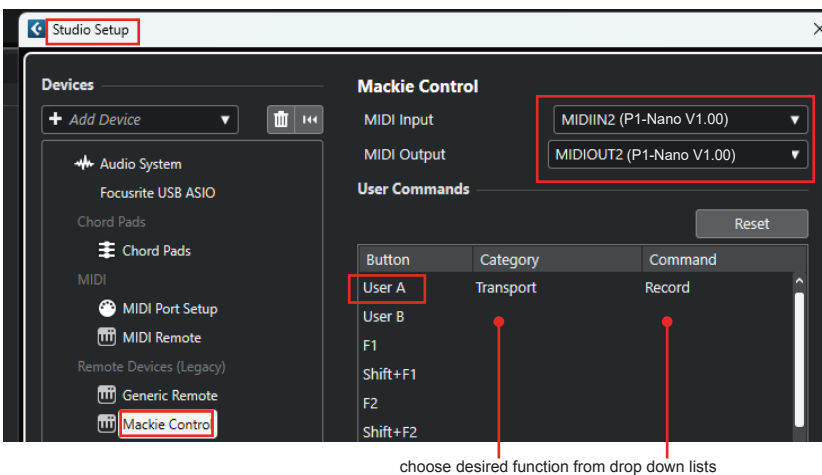 Studio Setup
Devices
+ Add Device
Audio System
Focusrite USB ASIO
Chord Pads
Chord Pads
MIDI
MIDI Port Setup
MIDI Remote
Remote Devices (Legacy)
Generic Remote
Mackie Control
Mackie Control
MIDI Input MIDIIN2 (P1-Nano V1.00)
MIDI Output MIDIOUT2 (P1-Nano V1.00)
User Commands
Reset
Button Category Command
User A Transport Record
User B
F1
Shift+F1
F2
Shift+F2
choose desired function from drop down lists